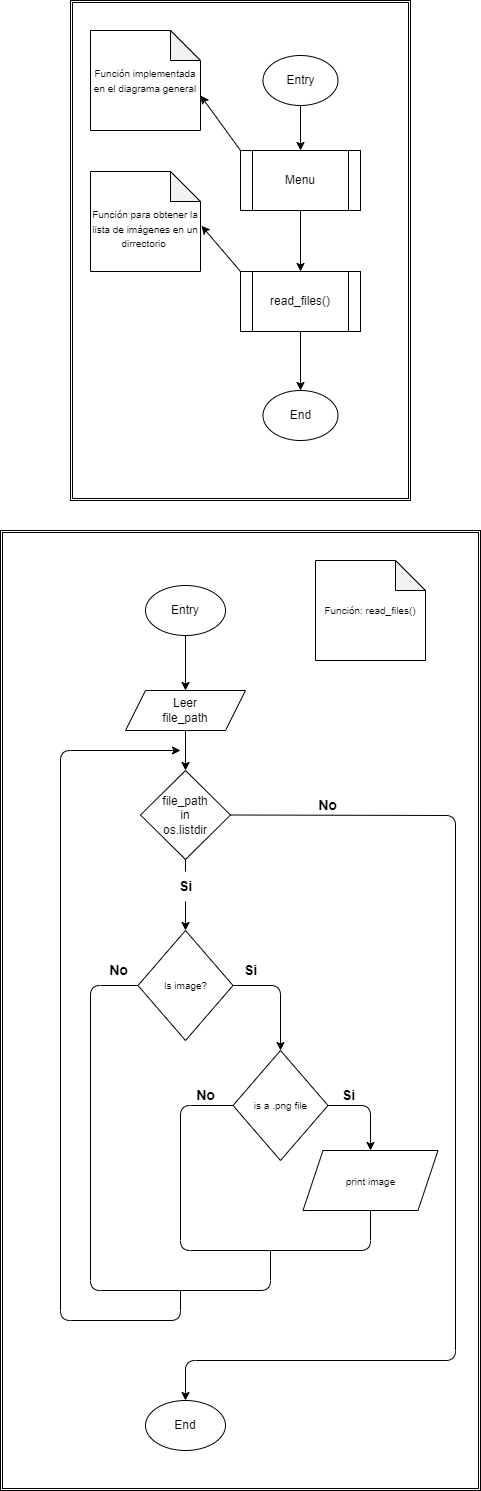 Función implementada
en el diagrama general
Entry
Menu
Función para obtener la
lista de imágenes en un
dirrectorio
read_files()
End
Función: read_files()
Entry
Leer
file_path
file_path
in
os.listdir
No
Si
No
Is image?
Si
No
is a .png file
Si
print image
End